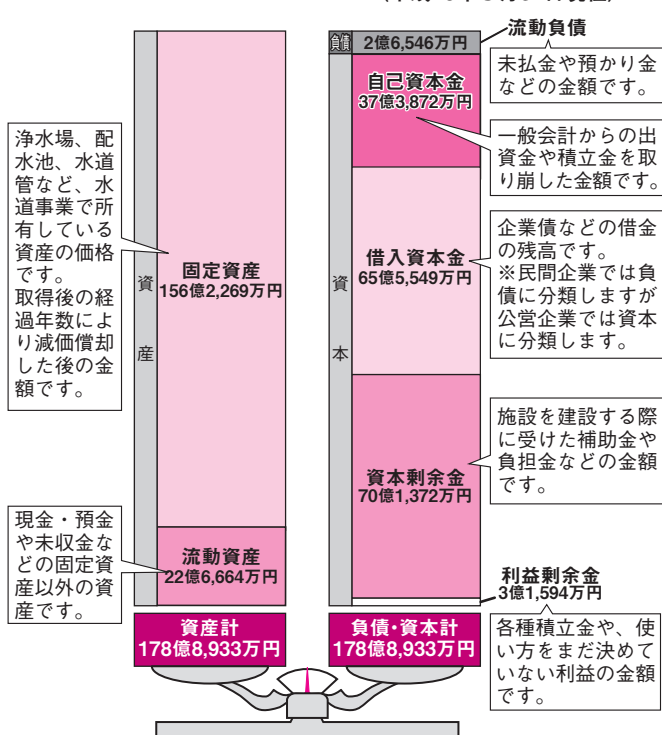 流動負債
負債
2億6,546万円
未払金や預かり金
などの金額です。
自己資本金
37億3,872万円
一般会計からの出
資金や積立金を取
り崩した金額です。
浄水場、配
水池、水道
管など、水
道事業で所
有している
資産の価格
です。
取得後の経
過年数によ
り減価償却
した後の金
額です。
資産
固定資産
156億2,269万円
資本
借入資本金
65億5,549万円
企業債などの借金
の残高です。
※民間企業では負
債に分類しますが
公営企業では資本
に分類します。
資本剰余金
70億1,372万円
施設を建設する際
に受けた補助金や
負担金などの金額
です。
現金・預金
や未収金な
どの固定資
産以外の資
産です。
流動資産
22億6,664万円
利益剰余金
3億1,594万円
各種積立金や、使
い方をまだ決めて
いない利益の金額
です。
資産計
178億8,933万円
負債・資本計
178億8,933万円